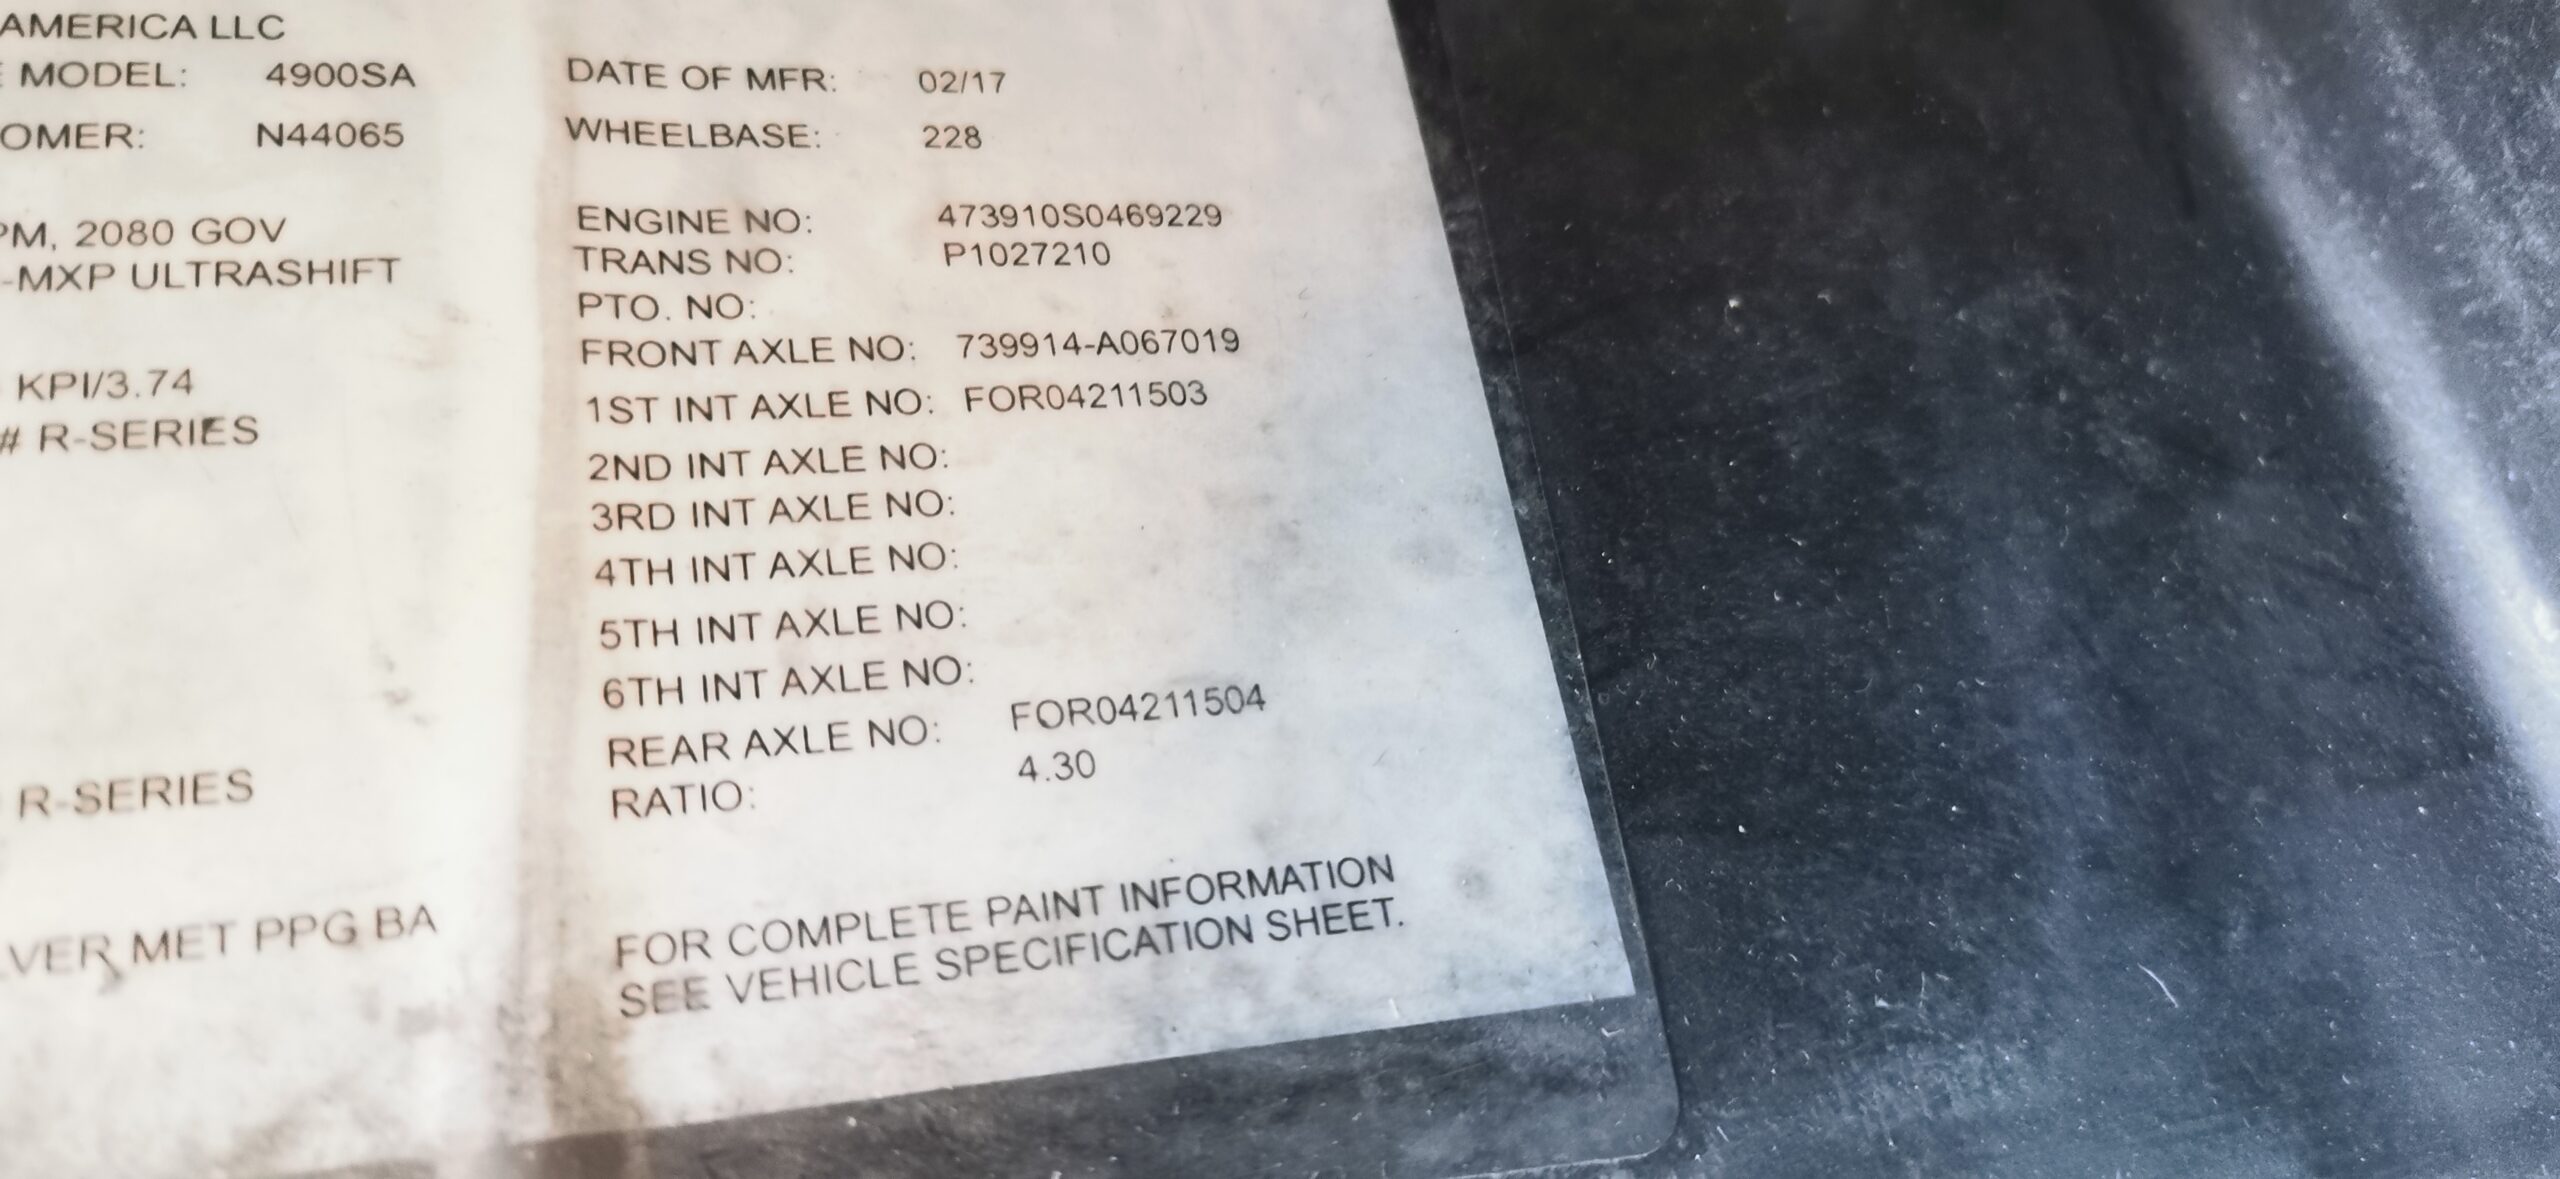 AMERICA LLC
MODEL: 4900SA DATE OF MFR: 02/17
OMER: N44065 WHEELBASE: 228
PM, 2080 GOV ENGINE NO: 473910S0469229
-MXP ULTRASHIFT TRANS NO: P1027210
PTO. NO:
KPI/3.74 FRONT AXLE NO: 739914-A067019
# R-SERIES 1ST INT AXLE NO: FOR04211503
2ND INT AXLE NO:
3RD INT AXLE NO:
4TH INT AXLE NO:
5TH INT AXLE NO:
6TH INT AXLE NO:
REAR AXLE NO: FOR04211504
R-SERIES RATIO: 4.30
LVER MET PPG BA FOR COMPLETE PAINT INFORMATION
SEE VEHICLE SPECIFICATION SHEET.